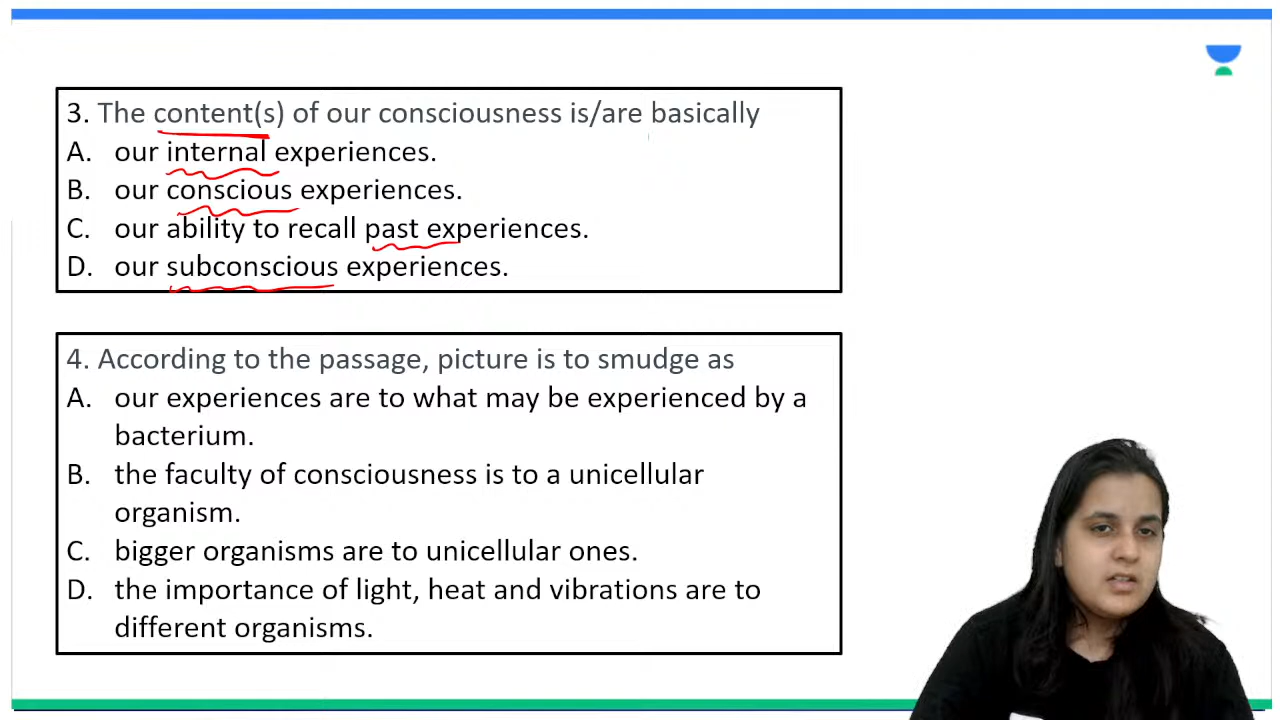 3. The content(s) of our consciousness is/are basically
A. our internal experiences.
B. our conscious experiences.
C. our ability to recall past experiences.
D. our subconscious experiences.
4. According to the passage, picture is to smudge as
A. our experiences are to what may be experienced by a
bacterium.
B. the faculty of consciousness is to a unicellular
organism.
C. bigger organisms are to unicellular ones.
D. the importance of light, heat and vibrations are to
different organisms.